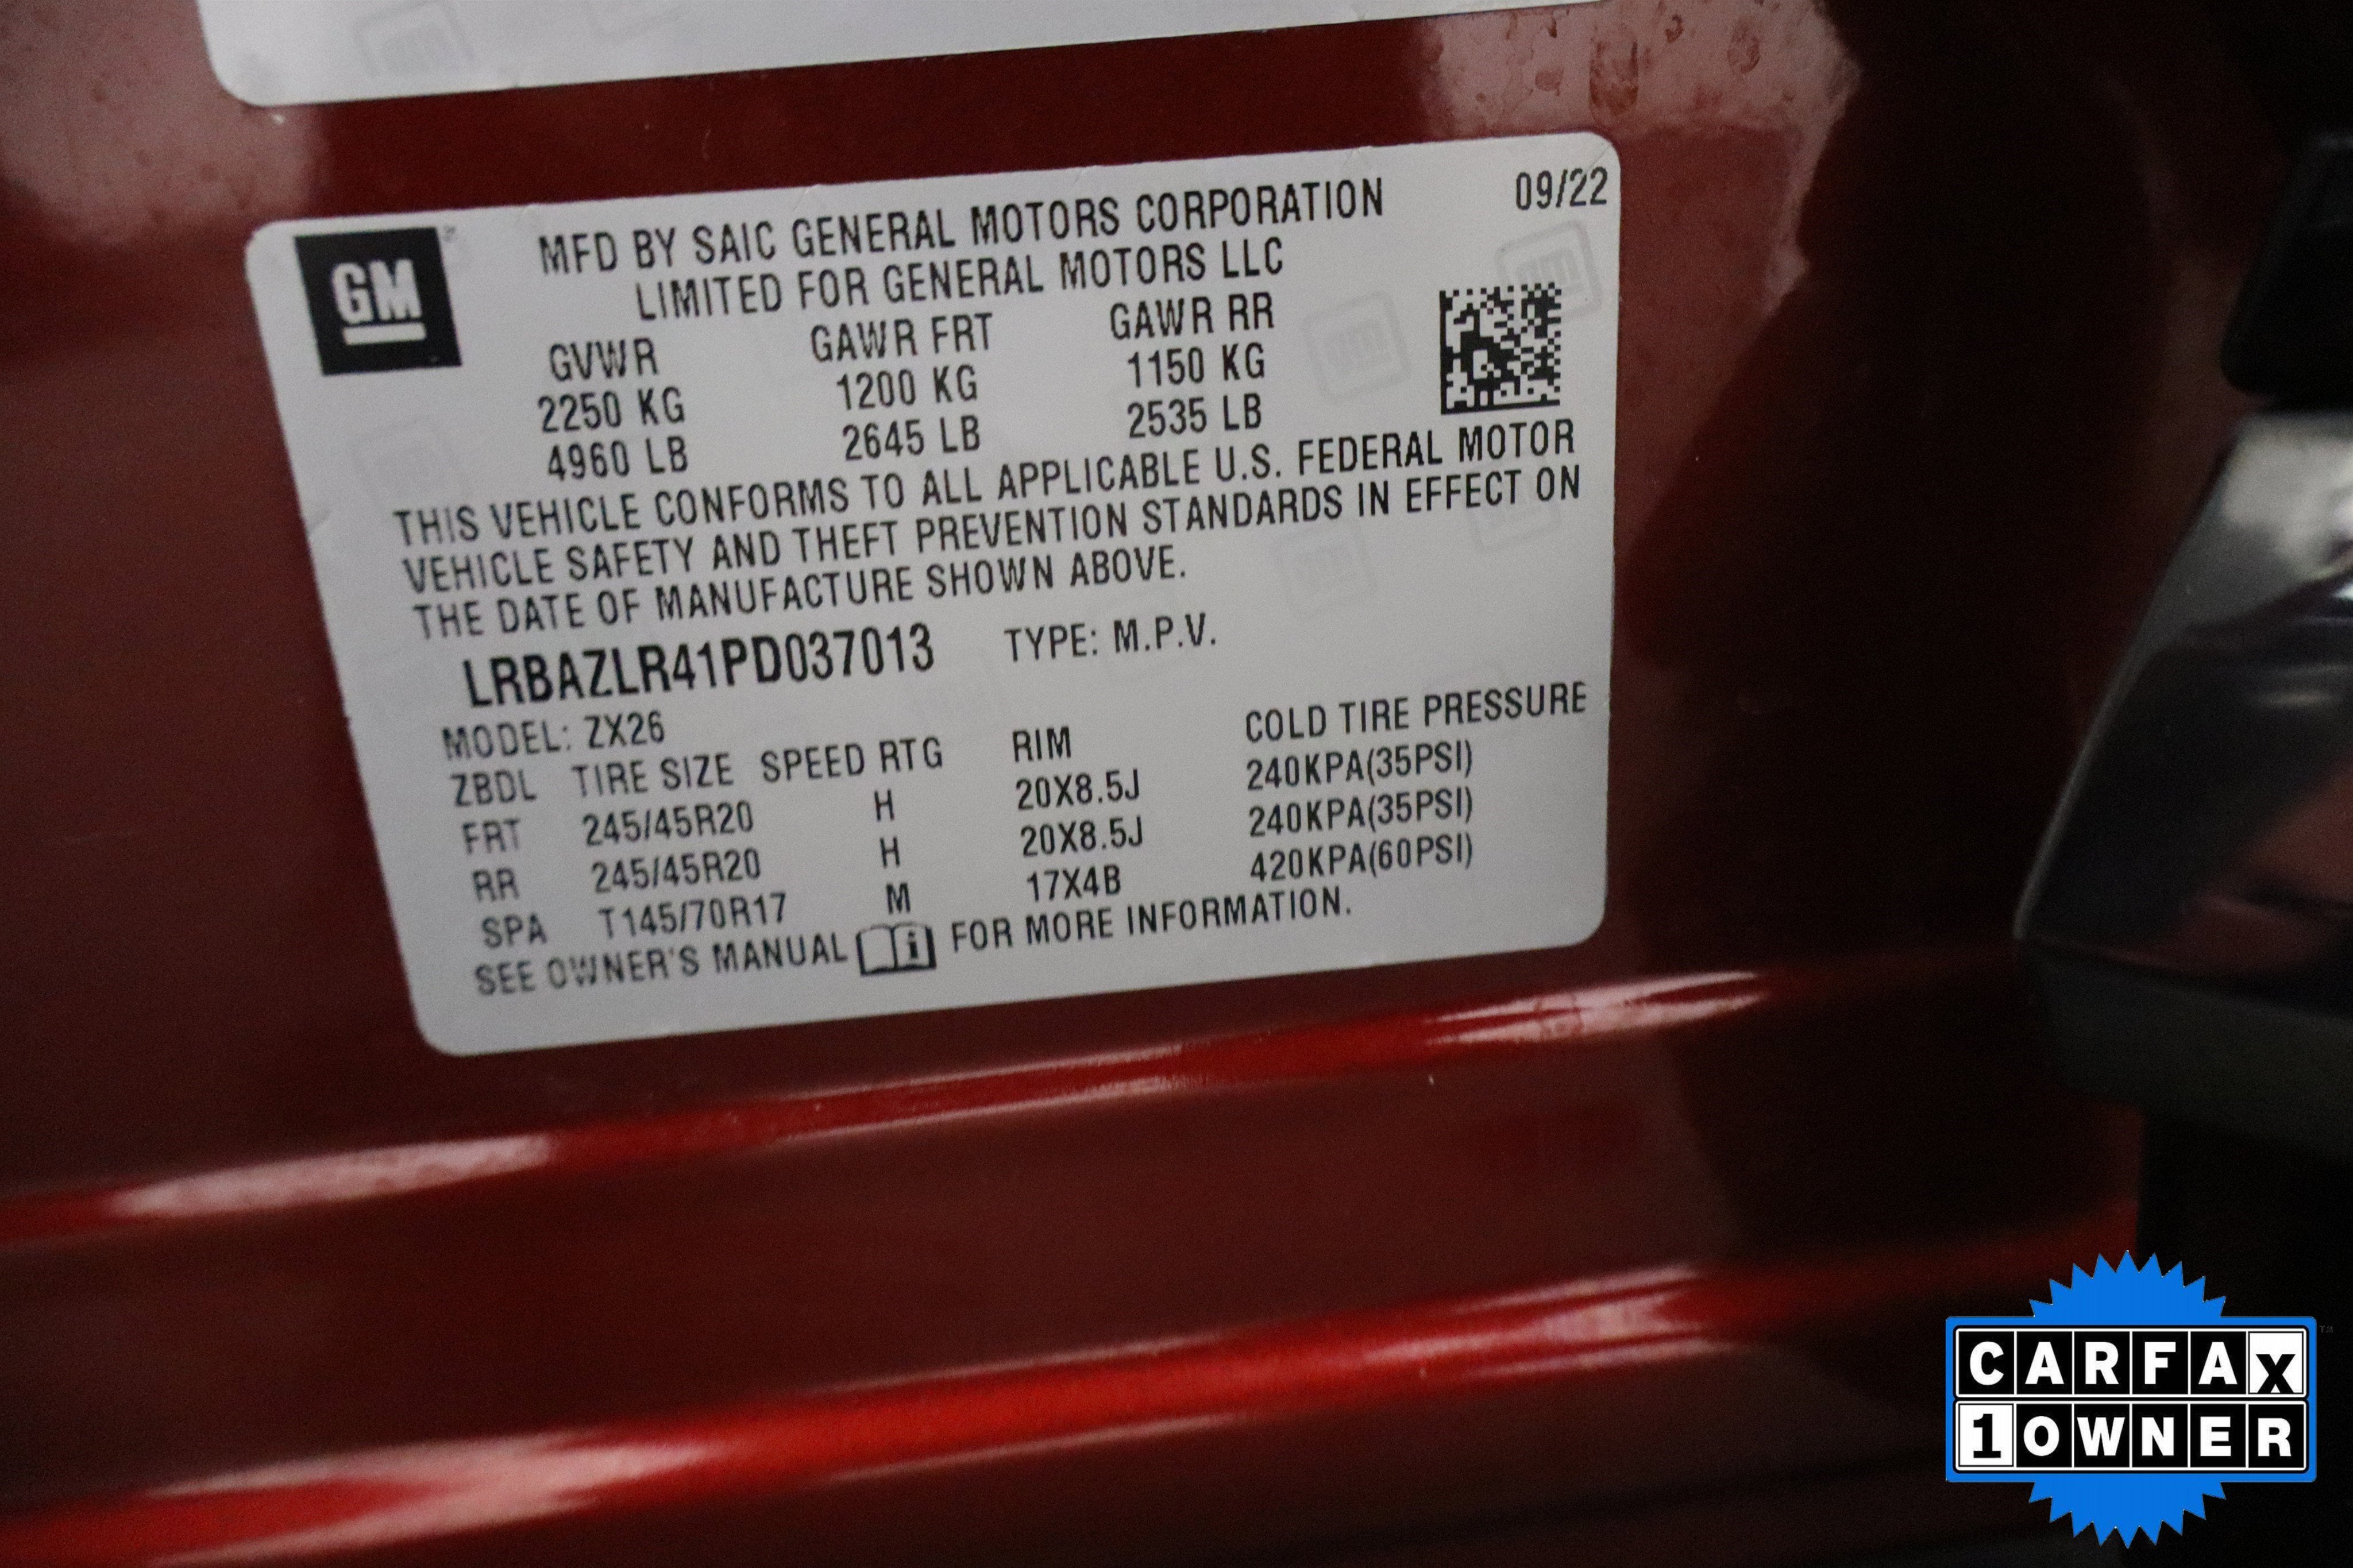 GM
MFD BY SAIC GENERAL MOTORS CORPORATION 09/22
LIMITED FOR GENERAL MOTORS LLC
GVWR GAWR FRT GAWR RR
2250 KG 1200 KG 1150 KG
4960 LB 2645 LB 2535 LB
THIS VEHICLE CONFORMS TO ALL APPLICABLE U.S. FEDERAL MOTOR
VEHICLE SAFETY AND THEFT PREVENTION STANDARDS IN EFFECT ON
THE DATE OF MANUFACTURE SHOWN ABOVE.
LRBAZLR41PD037013 TYPE: M.P.V.
MODEL: ZX26
ZBDL TIRE SIZE SPEED RTG RIM COLD TIRE PRESSURE
FRT 245/45R20 H 20X8.5J 240KPA(35PSI)
RR 245/45R20 H 20X8.5J 240KPA(35PSI)
SPA T145/70R17 M 17X4B 420KPA(60PSI)
SEE OWNER'S MANUAL FOR MORE INFORMATION.
CARFAX
1 OWNER